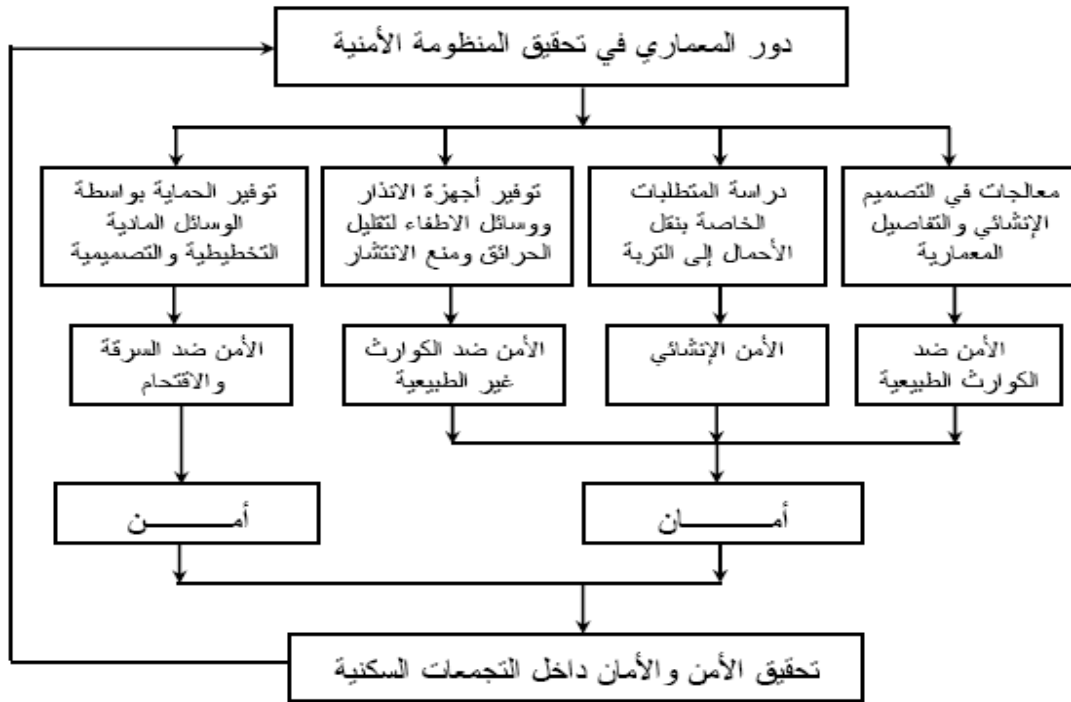 دور المعماري في تحقيق المنظومة الأمنية
معالجات في التصميم
الإنشائي والتفاصيل
المعمارية
دراسة المتطلبات
الخاصة بنقل
الأحمال إلى التربة
توفير أجهزة الانذار
ووسائل الاطفاء لتقليل
الحرائق ومنع الانتشار
توفير الحماية بواسطة
الوسائل المادية
التخطيطية والتصميمية
الأمن ضد
الكوارث الطبيعية
الأمن الإنشائي
الأمن ضد الكوارث
غير الطبيعية
الأمن ضد السرقة
والاقتحام
أمـــــــان
أمـــــــن
تحقيق الأمن والأمان داخل التجمعات السكنية